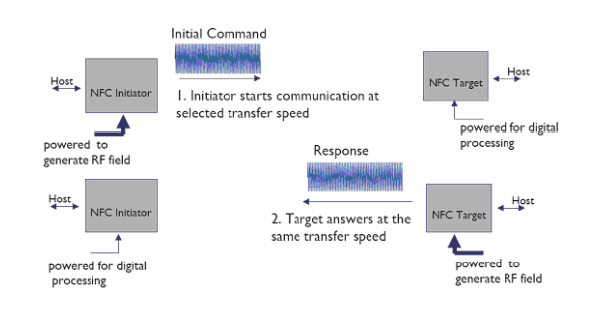 Initial Command
Host
NFC Initiator
1. Initiator starts communication at
selected transfer speed
NFC Target
Host
powered to
generate RF field
powered for digital
processing
Response
Host
NFC Initiator
2. Target answers at the
same transfer speed
NFC Target
Host
powered for digital
processing
powered to
generate RF field